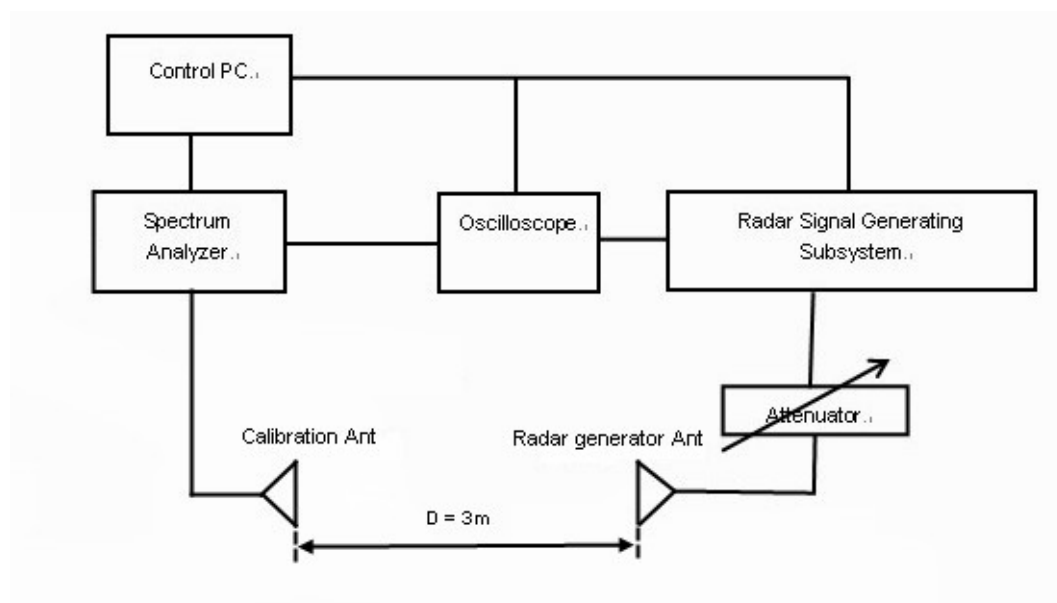 Control PC
Spectrum
Analyzer
Oscilloscope
Radar Signal Generating
Subsystem
Attenuator
Calibration Ant
Radar generator Ant
D = 3m